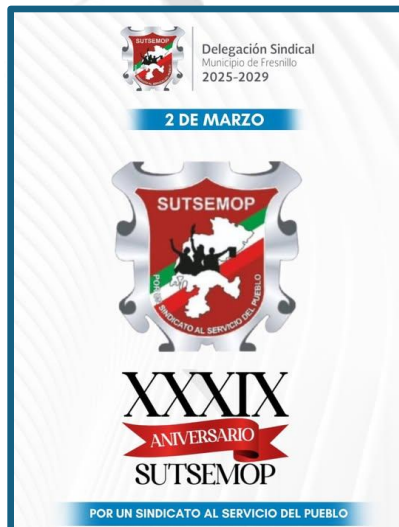 SUTSEMOP
Delegación Sindical
Municipio de Fresnillo
2025-2029
2 DE MARZO
SUTSEMOP
POR UN SINDICATO AL SERVICIO DEL PUEBLO
XXXIX
ANIVERSARIO
SUTSEMOP
POR UN SINDICATO AL SERVICIO DEL PUEBLO